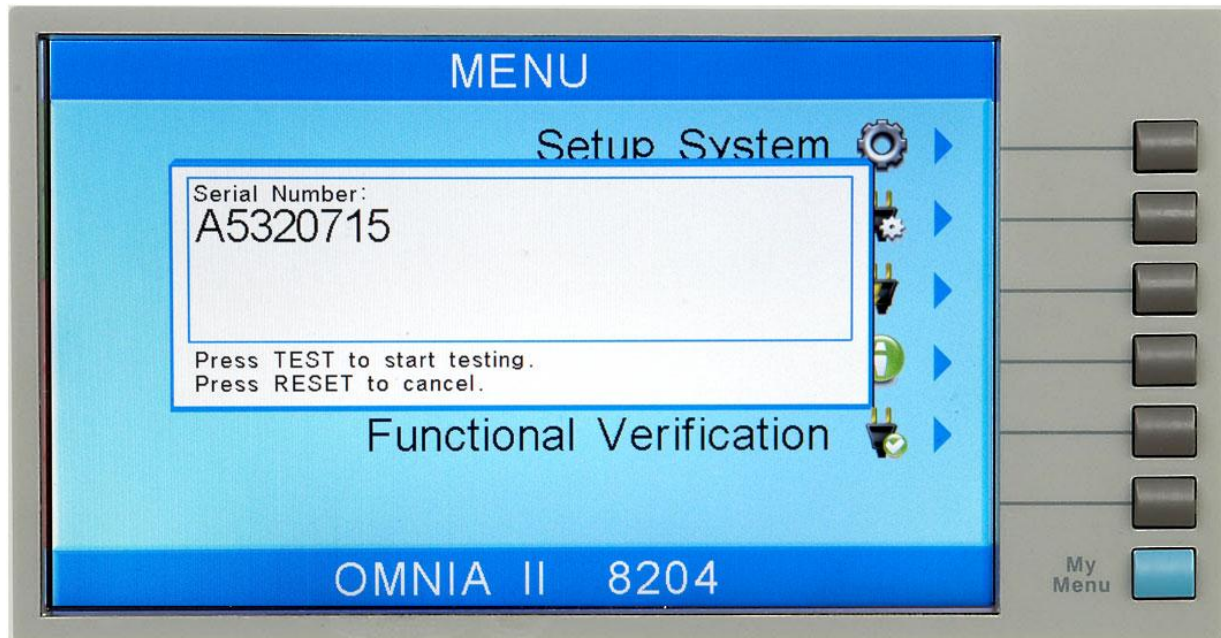 MENU
Setup System
Serial Number:
A5320715
Press TEST to start testing.
Press RESET to cancel.
Functional Verification
OMNIA II 8204
My
Menu